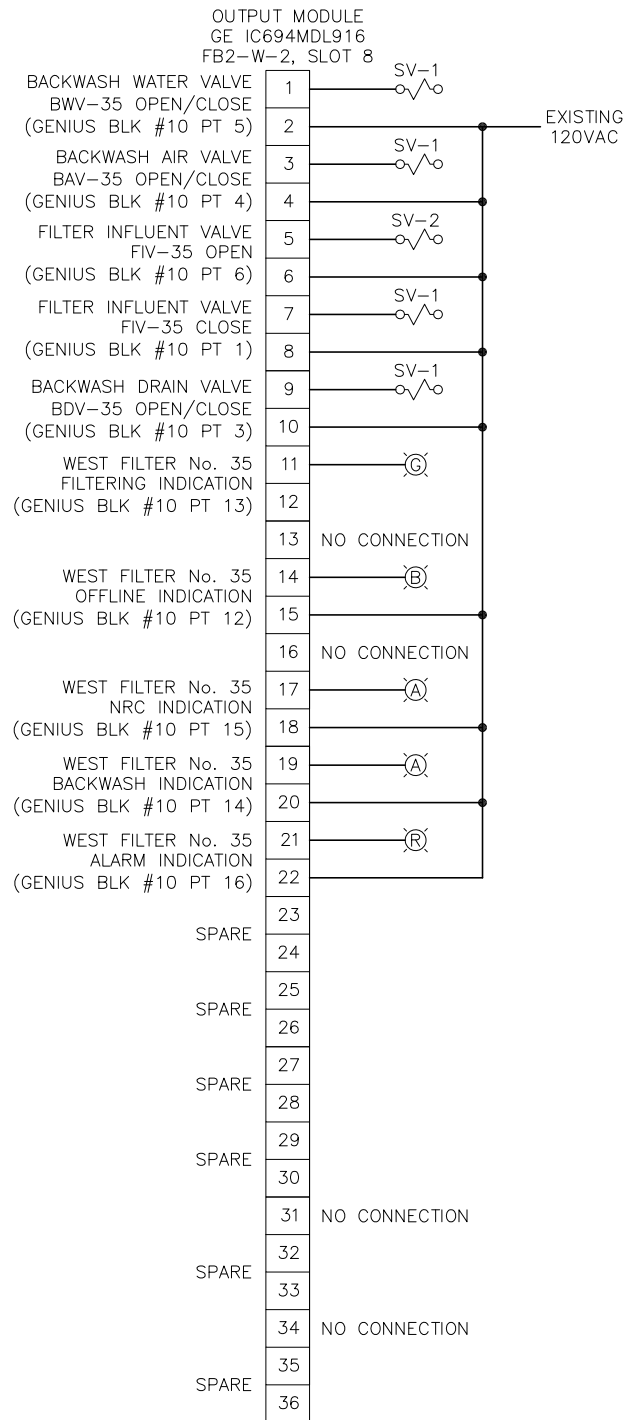 OUTPUT MODULE
GE IC694MDL916
FB2-W-2, SLOT 8
BACKWASH WATER VALVE
BWV-35 OPEN/CLOSE
(GENIUS BLK #10 PT 5)
1
SV-1
2
EXISTING
120VAC
BACKWASH AIR VALVE
BAV-35 OPEN/CLOSE
(GENIUS BLK #10 PT 4)
3
SV-1
4
FILTER INFLUENT VALVE
FIV-35 OPEN
(GENIUS BLK #10 PT 6)
5
SV-2
6
FILTER INFLUENT VALVE
FIV-35 CLOSE
(GENIUS BLK #10 PT 1)
7
SV-1
8
BACKWASH DRAIN VALVE
BDV-35 OPEN/CLOSE
(GENIUS BLK #10 PT 3)
9
SV-1
10
WEST FILTER No. 35
FILTERING INDICATION
(GENIUS BLK #10 PT 13)
11
G
12
13 NO CONNECTION
WEST FILTER No. 35
OFFLINE INDICATION
(GENIUS BLK #10 PT 12)
14
B
15
16 NO CONNECTION
WEST FILTER No. 35
NRC INDICATION
(GENIUS BLK #10 PT 15)
17
A
18
WEST FILTER No. 35
BACKWASH INDICATION
(GENIUS BLK #10 PT 14)
19
A
20
WEST FILTER No. 35
ALARM INDICATION
(GENIUS BLK #10 PT 16)
21
R
22
SPARE
23
24
SPARE
25
26
SPARE
27
28
SPARE
29
30
31 NO CONNECTION
SPARE
32
33
34 NO CONNECTION
SPARE
35
36